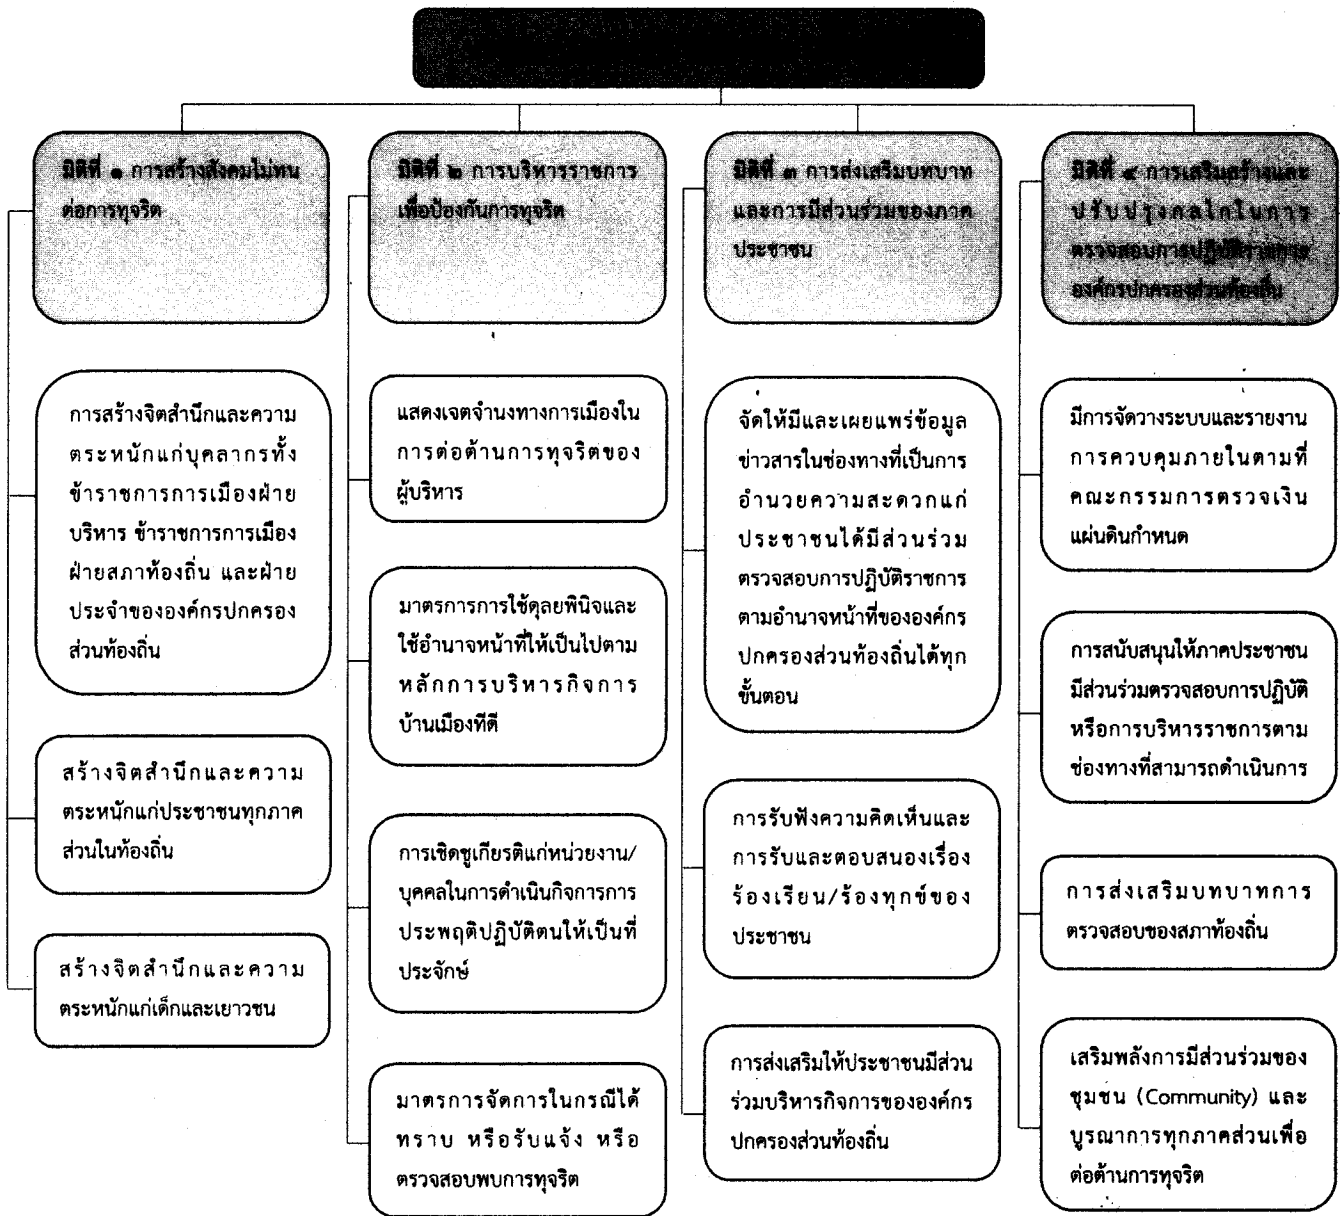 มิติที่ ๑ การสร้างสังคมไม่ทน
ต่อการทุจริต
การสร้างจิตสำนึกและความ
ตระหนักแก่บุคลากรทั้ง
ข้าราชการการเมืองฝ่าย
บริหาร ข้าราชการการเมือง
ฝ่ายสภาท้องถิ่น และฝ่าย
ประจำขององค์กรปกครอง
ส่วนท้องถิ่น
สร้างจิตสำนึกและความ
ตระหนักแก่ประชาชนทุกภาค
ส่วนในท้องถิ่น
สร้างจิตสำนึกและความ
ตระหนักแก่เด็กและเยาวชน
มิติที่ ๒ การบริหารราชการ
เพื่อป้องกันการทุจริต
แสดงเจตจำนงทางการเมืองใน
การต่อต้านการทุจริตของ
ผู้บริหาร
มาตรการการใช้ดุลยพินิจและ
ใช้อำนาจหน้าที่ให้เป็นไปตาม
หลักการบริหารกิจการ
บ้านเมืองทีดี
การเชิดชูเกียรติแก่หน่วยงาน/
บุคคลในการดำเนินกิจการการ
ประพฤติปฏิบัติตนให้เป็นที่
ประจักษ์
มาตรการจัดการในกรณีได้
ทราบ หรือรับแจ้ง หรือ
ตรวจสอบพบการทุจริต
มิติที่ ๓ การส่งเสริมบทบาท
และการมีส่วนร่วมของภาค
ประชาชน
จัดให้มีและเผยแพร่ข้อมูล
ข่าวสารในช่องทางที่เป็นการ
อำนวยความสะดวกแก่
ประชาชนได้มีส่วนร่วม
ตรวจสอบการปฏิบัติราชการ
ตามอำนาจหน้าที่ขององค์กร
ปกครองส่วนท้องถิ่นได้ทุก
ขั้นตอน
การรับฟังความคิดเห็นและ
การรับและตอบสนองเรื่อง
ร้องเรียน/ร้องทุกข์ของ
ประชาชน
การส่งเสริมให้ประชาชนมีส่วน
ร่วมบริหารกิจการขององค์กร
ปกครองส่วนท้องถิ่น
มิติที่ ๔ การเสริมสร้างและ
ปรับปรุงกลไกในการ
ตรวจสอบการปฏิบัติราชการ
องค์กรปกครองส่วนท้องถิ่น
มีการจัดวางระบบและรายงาน
การควบคุมภายในตามที่
คณะกรรมการตรวจเงิน
แผ่นดินกำหนด
การสนับสนุนให้ภาคประชาชน
มีส่วนร่วมตรวจสอบการปฏิบัติ
หรือการบริหารราชการตาม
ช่องทางที่สามารถดำเนินการ
การส่งเสริมบทบาทการ
ตรวจสอบของสภาท้องถิ่น
เสริมพลังการมีส่วนร่วมของ
ชุมชน (Community) และ
บูรณาการทุกภาคส่วนเพื่อ
ต่อต้านการทุจริต